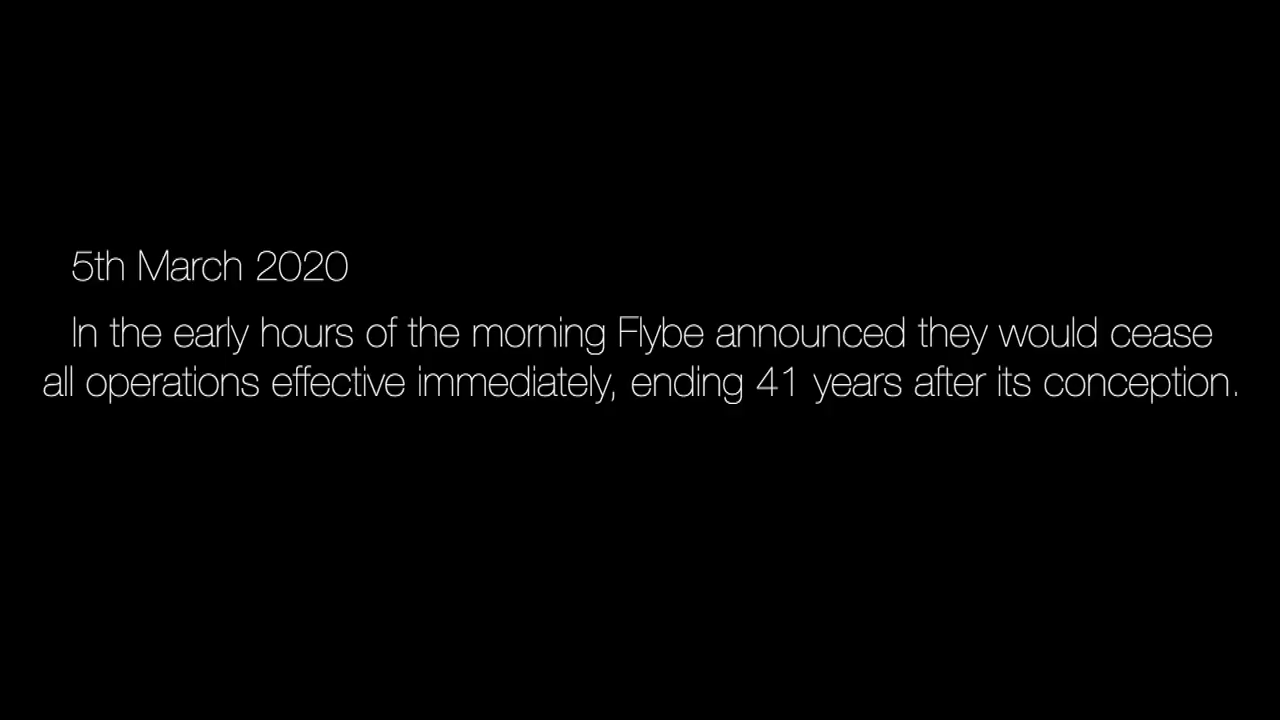 5th March 2020
In the early hours of the morning Flybe announced they would cease
all operations effective immediately, ending 41 years after its conception.